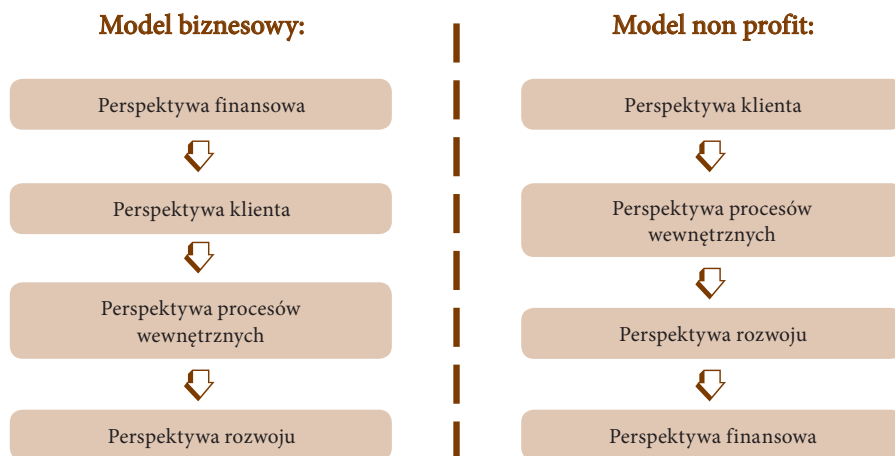 Model biznesowy:
Perspektywa finansowa
Perspektywa klienta
Perspektywa procesów
wewnętrznych
Perspektywa rozwoju
Model non profit:
Perspektywa klienta
Perspektywa procesów
wewnętrznych
Perspektywa rozwoju
Perspektywa finansowa